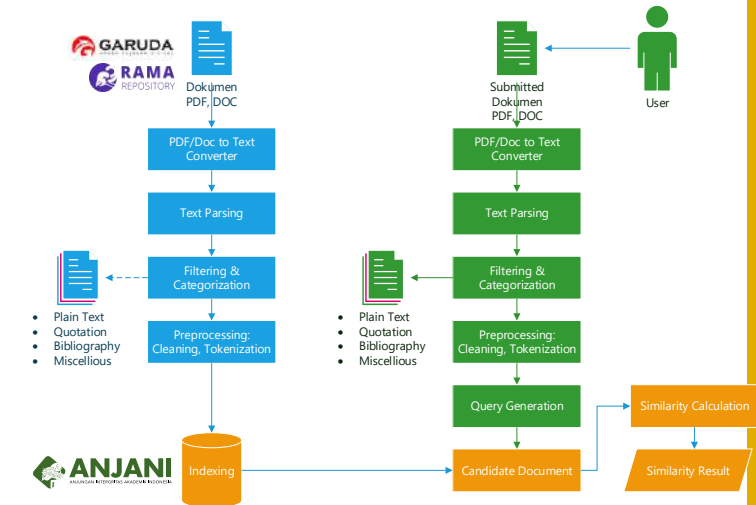 GARUDA
RAMA
REPOSITORY
Dokumen
PDF, DOC
PDF/Doc to Text
Converter
Text Parsing
Filtering &
Categorization
• Plain Text
• Quotation
• Bibliography
• Miscellious
Preprocessing:
Cleaning, Tokenization
ANJANI
ANJUNGAN INTEGRITAS AKADEMIK INDONESIA
Indexing
User
Submitted
Dokumen
PDF, DOC
PDF/Doc to Text
Converter
Text Parsing
Filtering &
Categorization
• Plain Text
• Quotation
• Bibliography
• Miscellious
Preprocessing:
Cleaning, Tokenization
Query Generation
Candidate Document
Similarity Calculation
Similarity Result